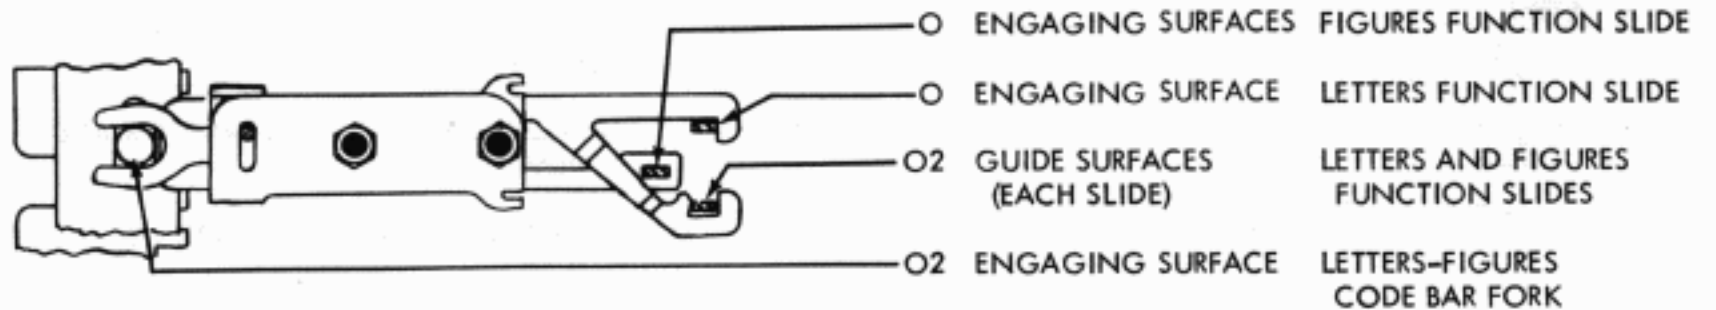 O ENGAGING SURFACES FIGURES FUNCTION SLIDE
O ENGAGING SURFACE LETTERS FUNCTION SLIDE
O2 GUIDE SURFACES LETTERS AND FIGURES
(EACH SLIDE) FUNCTION SLIDES
O2 ENGAGING SURFACE LETTERS-FIGURES
CODE BAR FORK